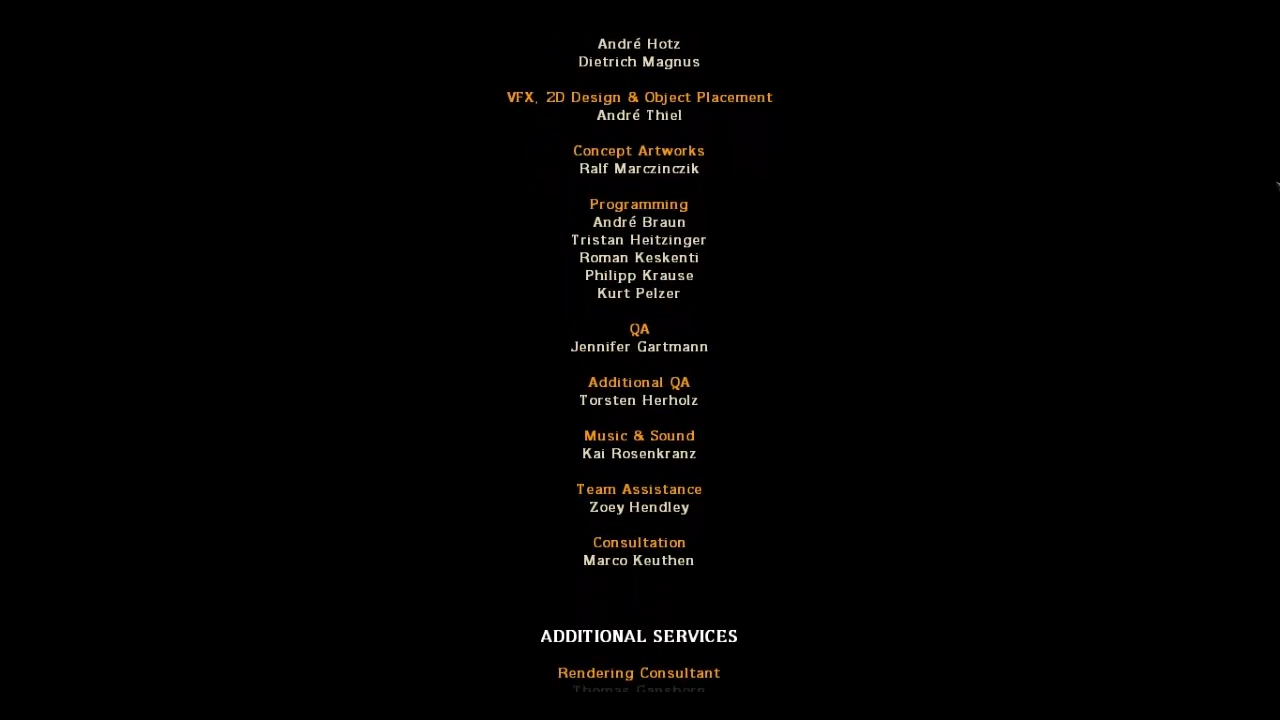 André Hotz
Dietrich Magnus
VFX, 2D Design & Object Placement
André Thiel
Concept Artworks
Ralf Marczinczik
Programming
André Braun
Tristan Heitzinger
Roman Keskenti
Philipp Krause
Kurt Pelzer
QA
Jennifer Gartmann
Additional QA
Torsten Herholz
Music & Sound
Kai Rosenkranz
Team Assistance
Zoey Hendley
Consultation
Marco Keuthen
ADDITIONAL SERVICES
Rendering Consultant
Thomas